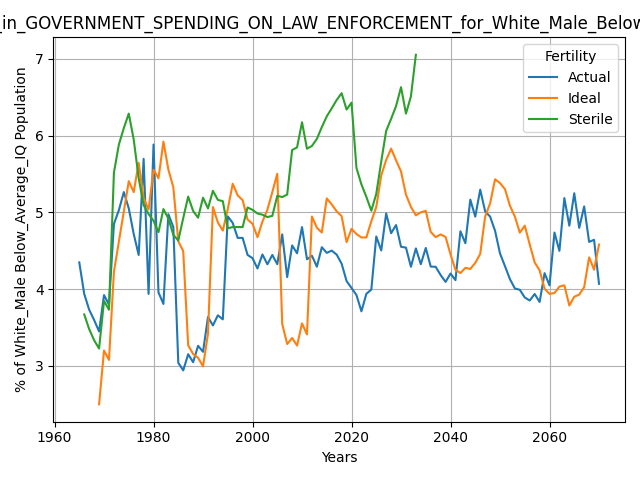 _in_GOVERNMENT_SPENDING_ON_LAW_ENFORCEMENT_for_White_Male_Below
Fertility
Actual
Ideal
Sterile
% of White_Male Below_Average_IQ Population
7
6
5
4
3
1960
1980
2000
2020
2040
2060
Years